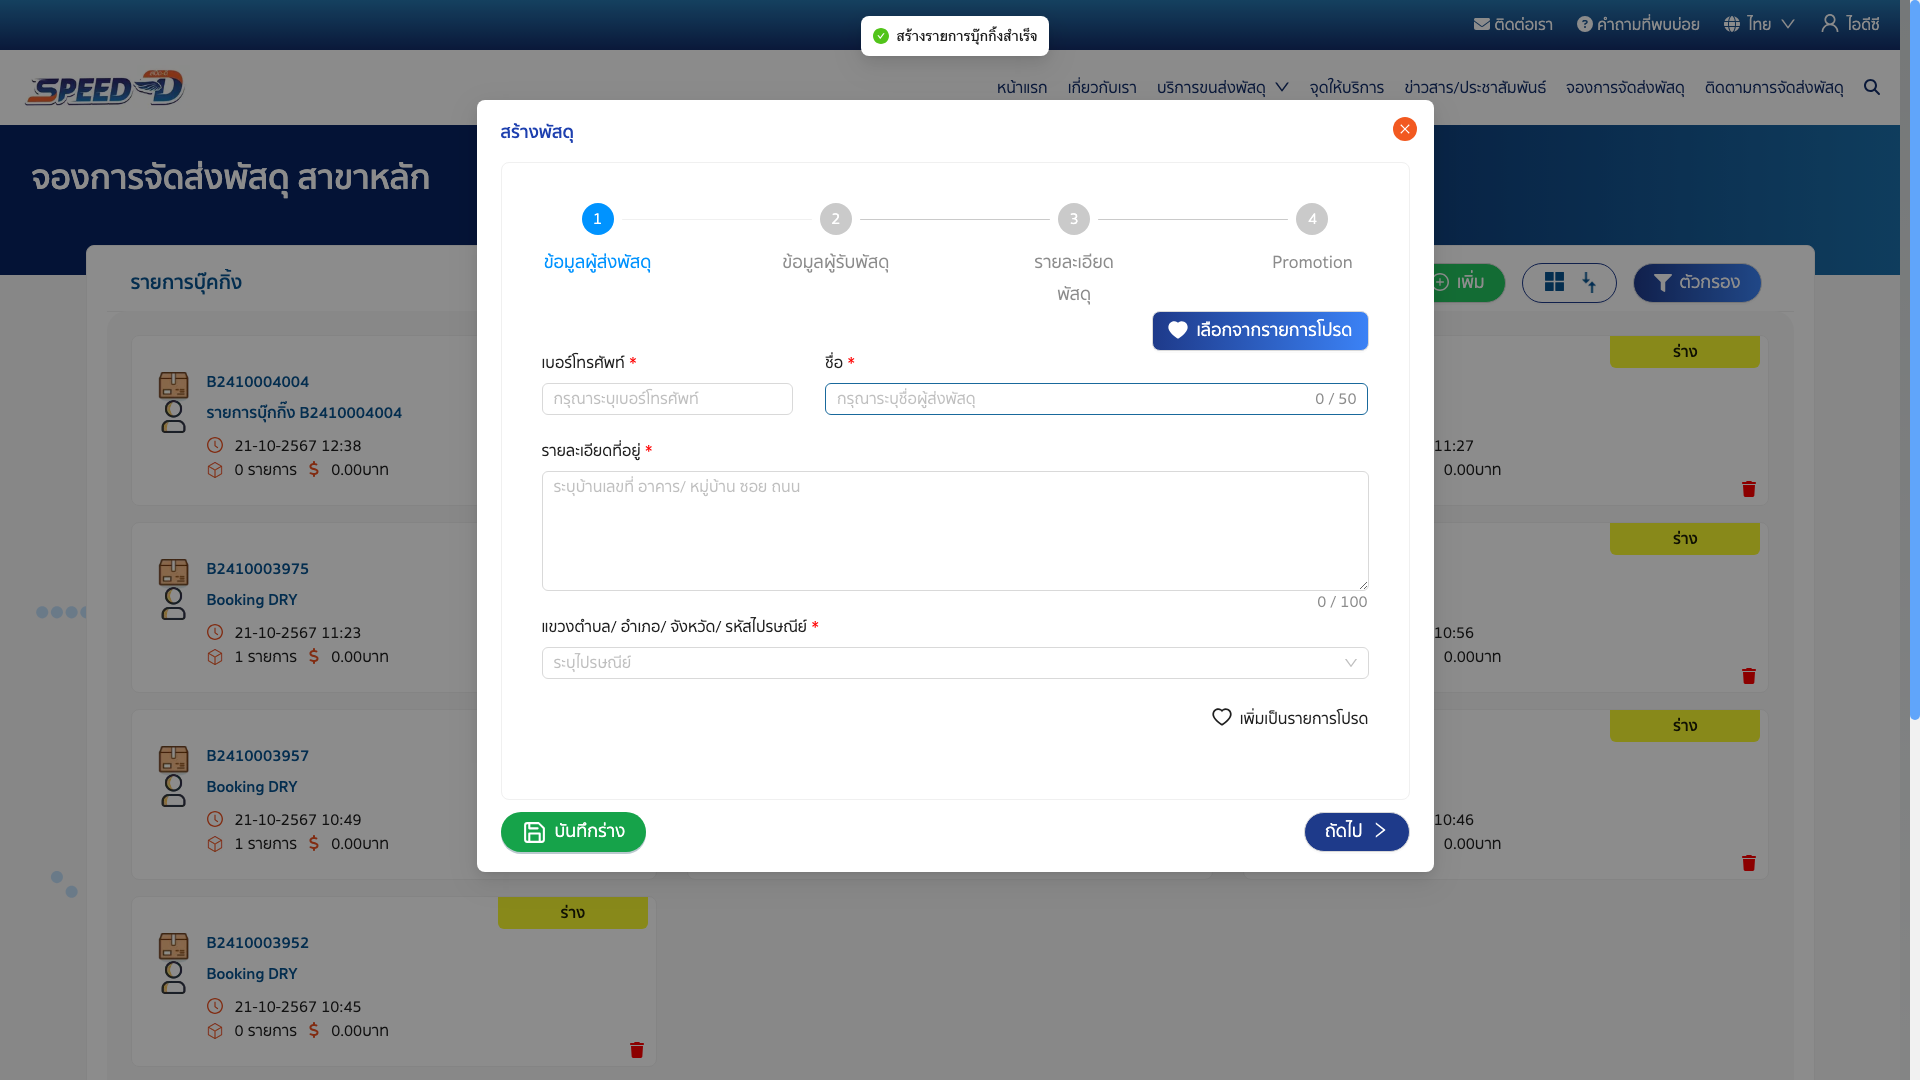 ติดต่อเรา คำถามที่พบบ่อย ไทย ไอดีซี
สร้างรายการบุ๊กกิ้งสำเร็จ
SPEED-D
หน้าแรก เกี่ยวกับเรา บริการขนส่งพัสดุ จุดให้บริการ ข่าวสาร/ประชาสัมพันธ์ จองการจัดส่งพัสดุ ติดตามการจัดส่งพัสดุ
จองการจัดส่งพัสดุ สาขาหลัก
สร้างพัสดุ
1 2 3 4
ข้อมูลผู้ส่งพัสดุ ข้อมูลผู้รับพัสดุ รายละเอียด Promotion
พัสดุ
เลือกจากรายการโปรด
เบอร์โทรศัพท์ * ชื่อ *
กรุณาระบุเบอร์โทรศัพท์ กรุณาระบุชื่อผู้ส่งพัสดุ 0 / 50
รายละเอียดที่อยู่ *
ระบุบ้านเลขที่ อาคาร/ หมู่บ้าน ซอย ถนน
0 / 100
แขวงตำบล/ อำเภอ/ จังหวัด/ รหัสไปรษณีย์ *
ระบุไปรษณีย์
เพิ่มเป็นรายการโปรด
บันทึกร่าง ถัดไป
รายการบุ๊คกิ้ง เพิ่ม ตัวกรอง
B2410004004
รายการบุ๊กกิ้ง B2410004004
21-10-2567 12:38
0 รายการ 0.00บาท
ร่าง
11:27
0.00บาท
B2410003975
Booking DRY
21-10-2567 11:23
1 รายการ 0.00บาท
ร่าง
10:56
0.00บาท
B2410003957
Booking DRY
21-10-2567 10:49
1 รายการ 0.00บาท
ร่าง
10:46
0.00บาท
ร่าง
B2410003952
Booking DRY
21-10-2567 10:45
0 รายการ 0.00บาท